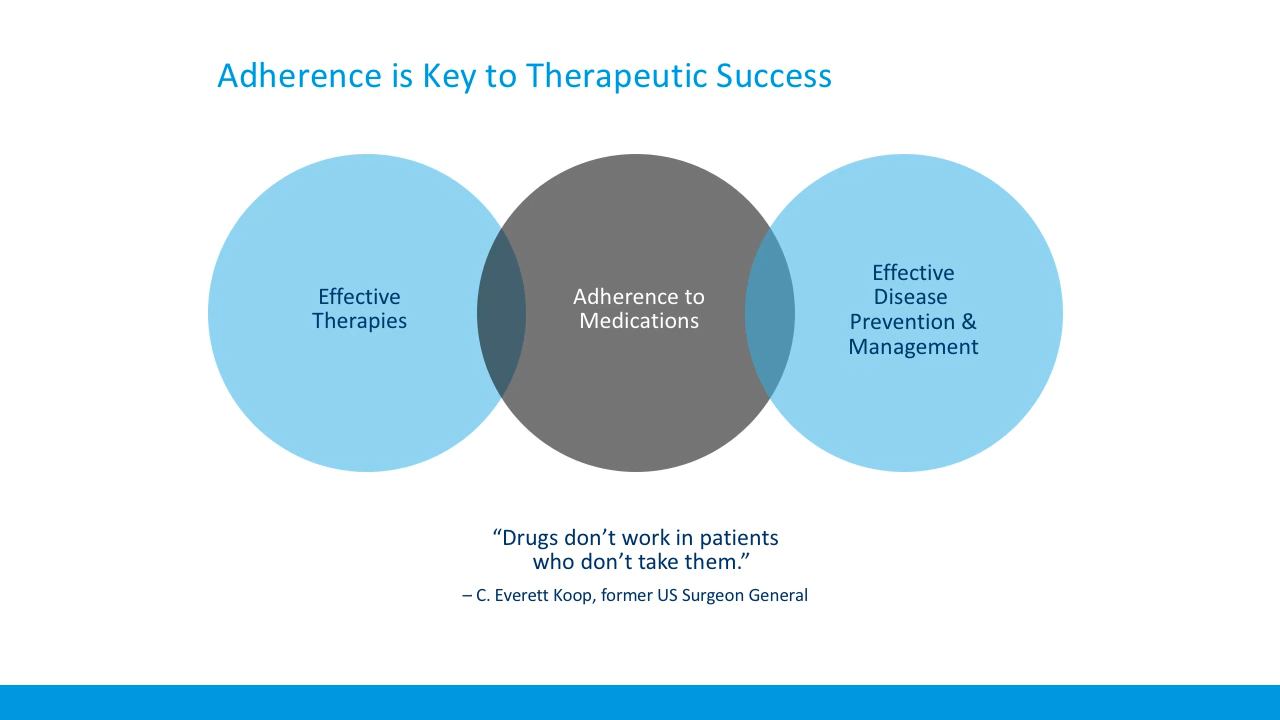 Adherence is Key to Therapeutic Success
Effective
Therapies
Adherence to
Medications
Effective
Disease
Prevention &
Management
“Drugs don’t work in patients
who don’t take them.”
– C. Everett Koop, former US Surgeon General